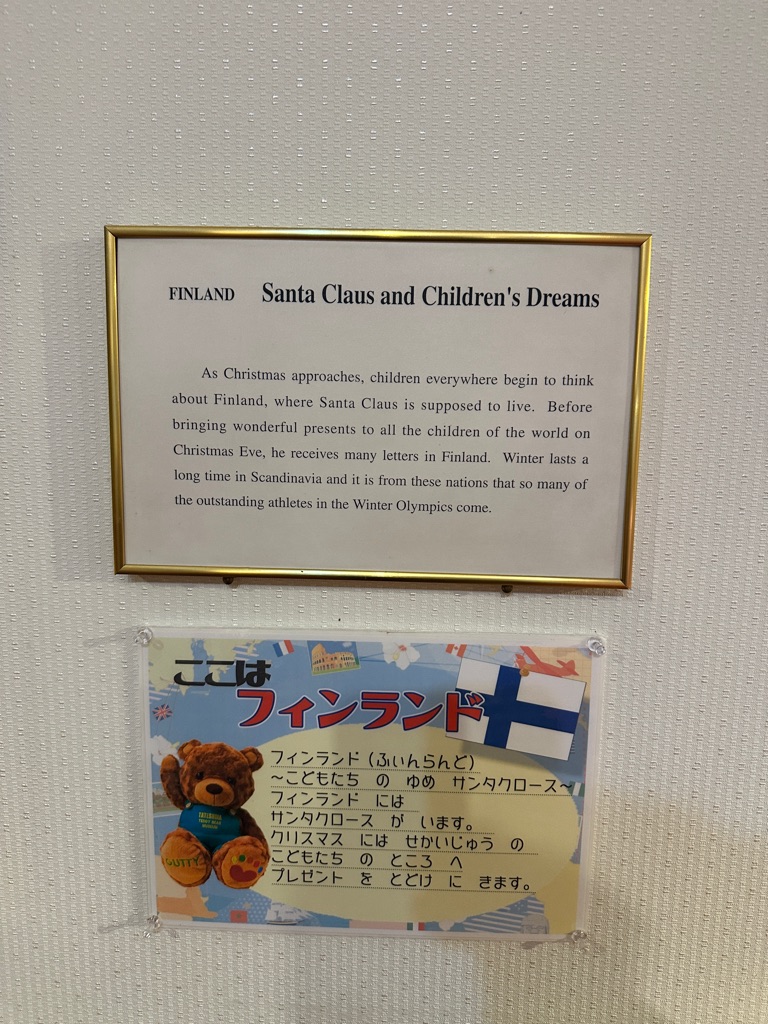 FINLAND Santa Claus and Children's Dreams
As Christmas approaches, children everywhere begin to think
about Finland, where Santa Claus is supposed to live. Before
bringing wonderful presents to all the children of the world on
Christmas Eve, he receives many letters in Finland. Winter lasts a
long time in Scandinavia and it is from these nations that so many of
the outstanding athletes in the Winter Olympics come.
ここは
フィンランド
フィンランド(ふぃんらんど)
~こどもたち の ゆめ サンタクロース~
フィンランド には
サンタクロース が います。
クリスマス には せかいじゅう の
こどもたち の ところ へ
プレゼント を とどけ に きます。
TEDDY BEAR
MUSEUM